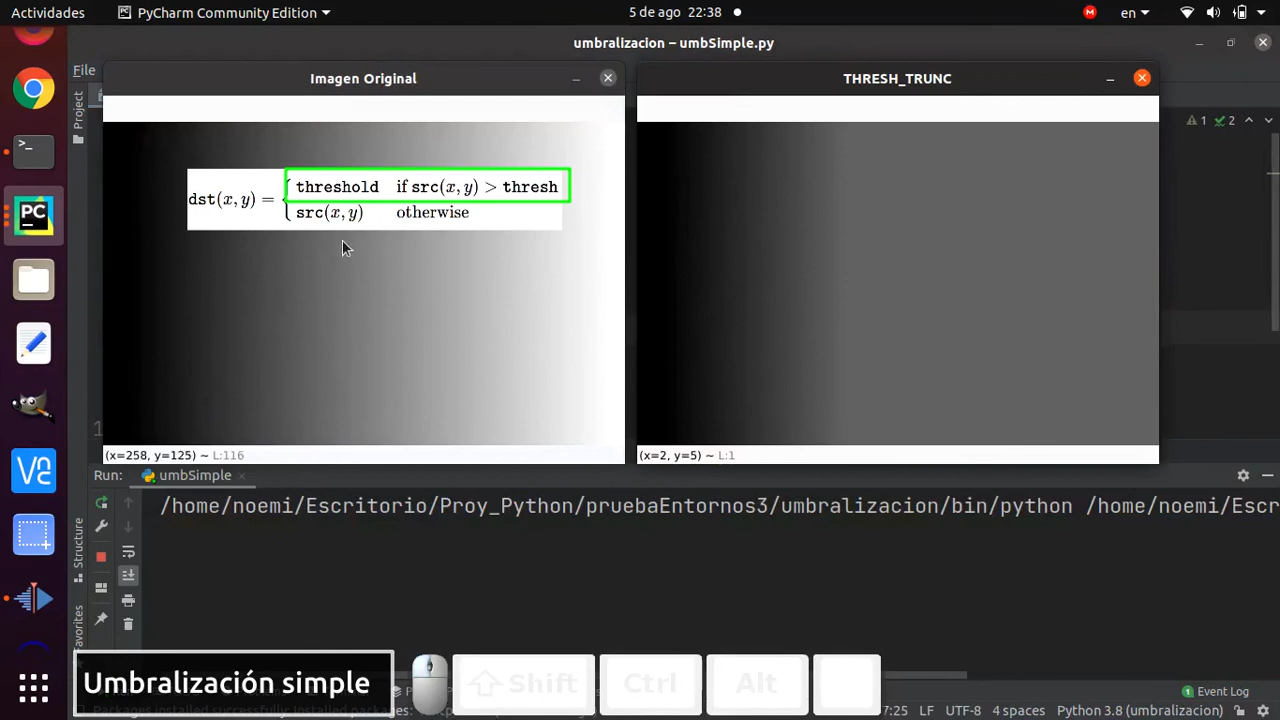 Actividades
PyCharm Community Edition
5 de ago 22:38
en
umbralizacion – umbSimple.py
File
Imagen Original
THRESH_TRUNC
Project
1
2
dst(x, y) = { threshold if src(x, y) > thresh
src(x, y) otherwise
1
(x=258, y=125) ~ L:116
(x=2, y=5) ~ L:1
Run:
umbSimple
/home/noemi/Escritorio/Proy_Python/pruebaEntornos3/umbralizacion/bin/python /home/noemi/Escr
Structure
Favorites
Umbralización simple
Shift
Ctrl
Alt
Event Log
7:25 LF UTF-8 4 spaces Python 3.8 (umbralizacion)